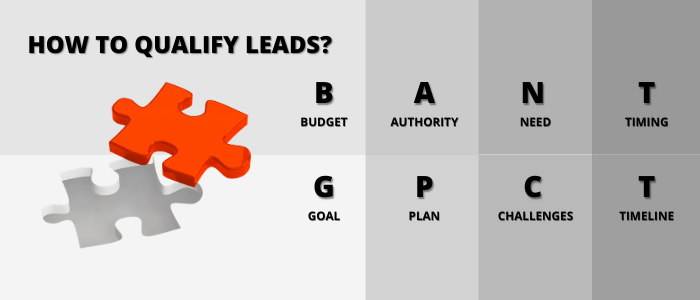 HOW TO QUALIFY LEADS?
B A N T
BUDGET AUTHORITY NEED TIMING
G P C T
GOAL PLAN CHALLENGES TIMELINE